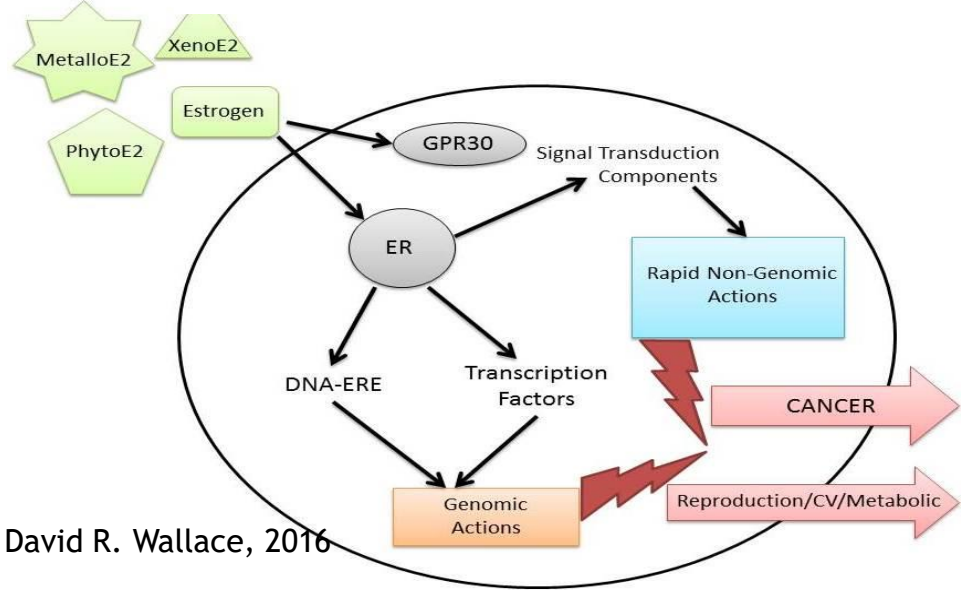 MetalloE2
XenoE2
Estrogen
PhytoE2
GPR30
Signal Transduction
Components
ER
Rapid Non-Genomic
Actions
DNA-ERE
Transcription
Factors
CANCER
Genomic
Actions
Reproduction/CV/Metabolic
David R. Wallace, 2016